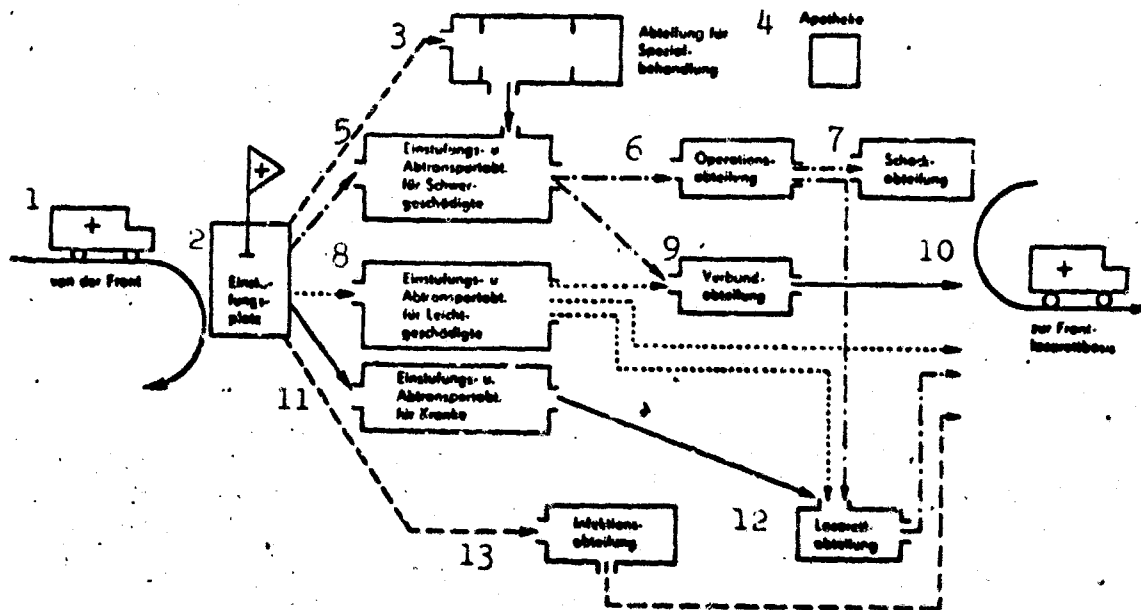 3
Abteilung für
Spezial-
behandlung
4
Apotheke
1
von der Front
2
Einstu-
fungs-
platz
5
Einstufungs- u
Abtransportabt.
für Schwer-
geschädigte
6
Operations-
abteilung
7
Schock-
abteilung
8
Einstufungs- u
Abtransportabt.
für Leicht-
geschädigte
9
Verbund-
abteilung
10
zur Front-
lazarettbasis
11
Einstufungs- u.
Abtransportabt.
für Kranke
12
Lazarett-
abteilung
13
Infektions-
abteilung